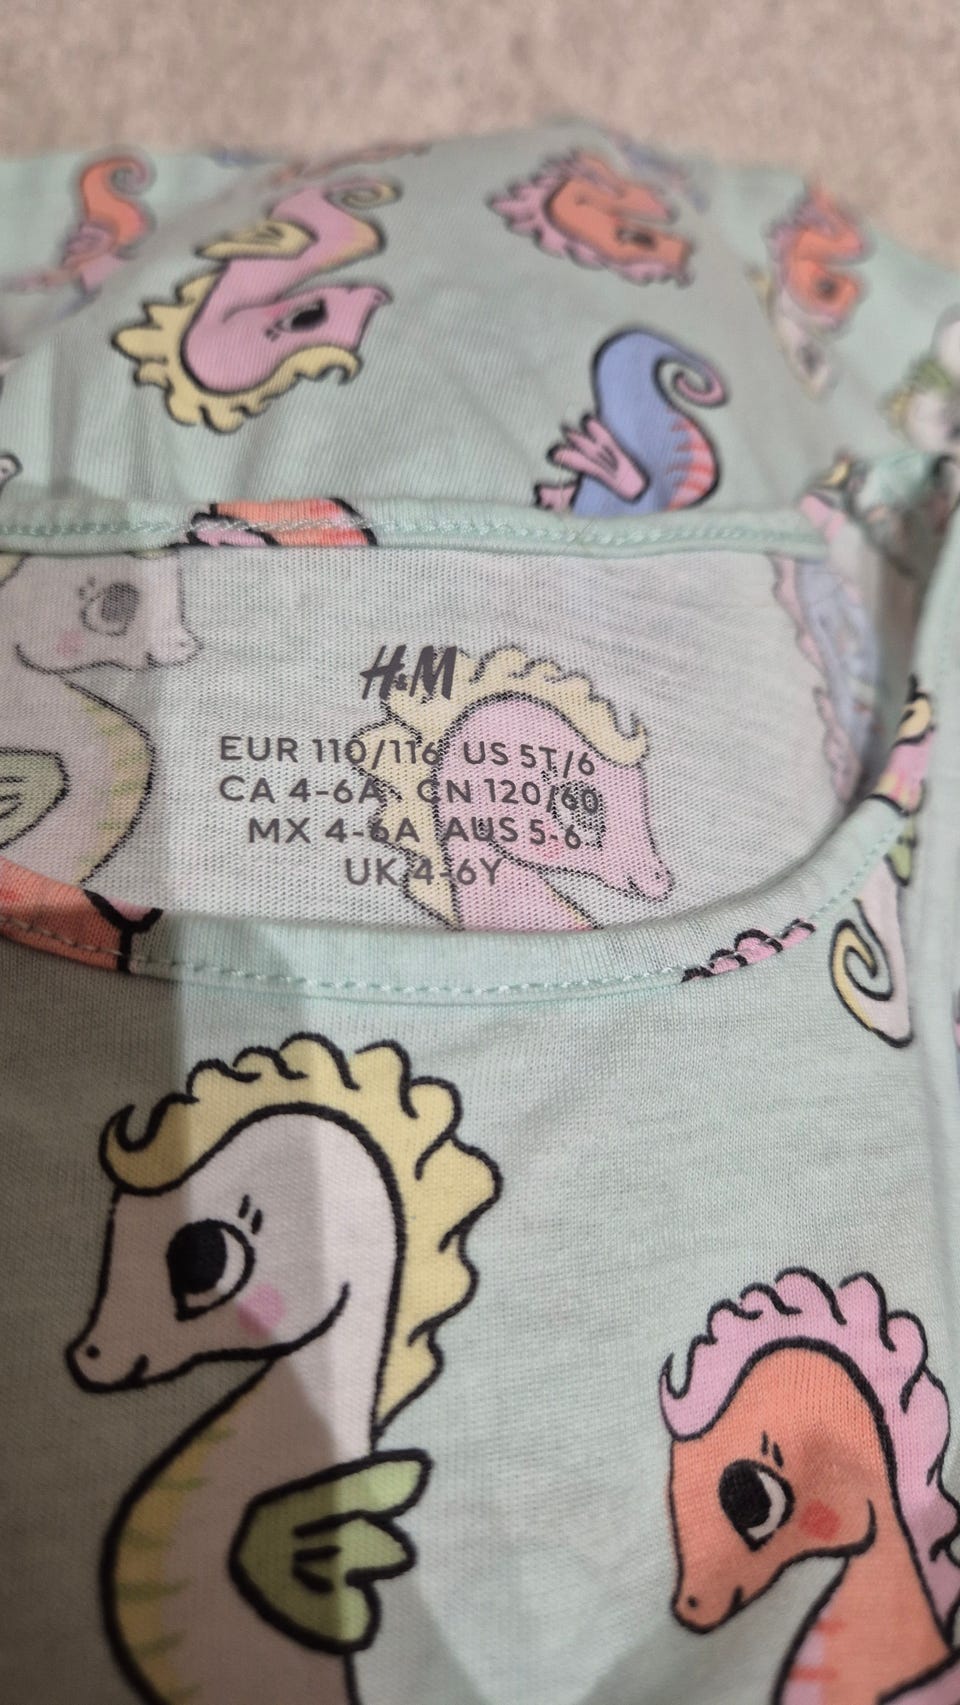 H&M
EUR 110/116 US 5T/6
CA 4-6A CN 120/60
MX 4-6A AUS 5-6
UK 4-6Y